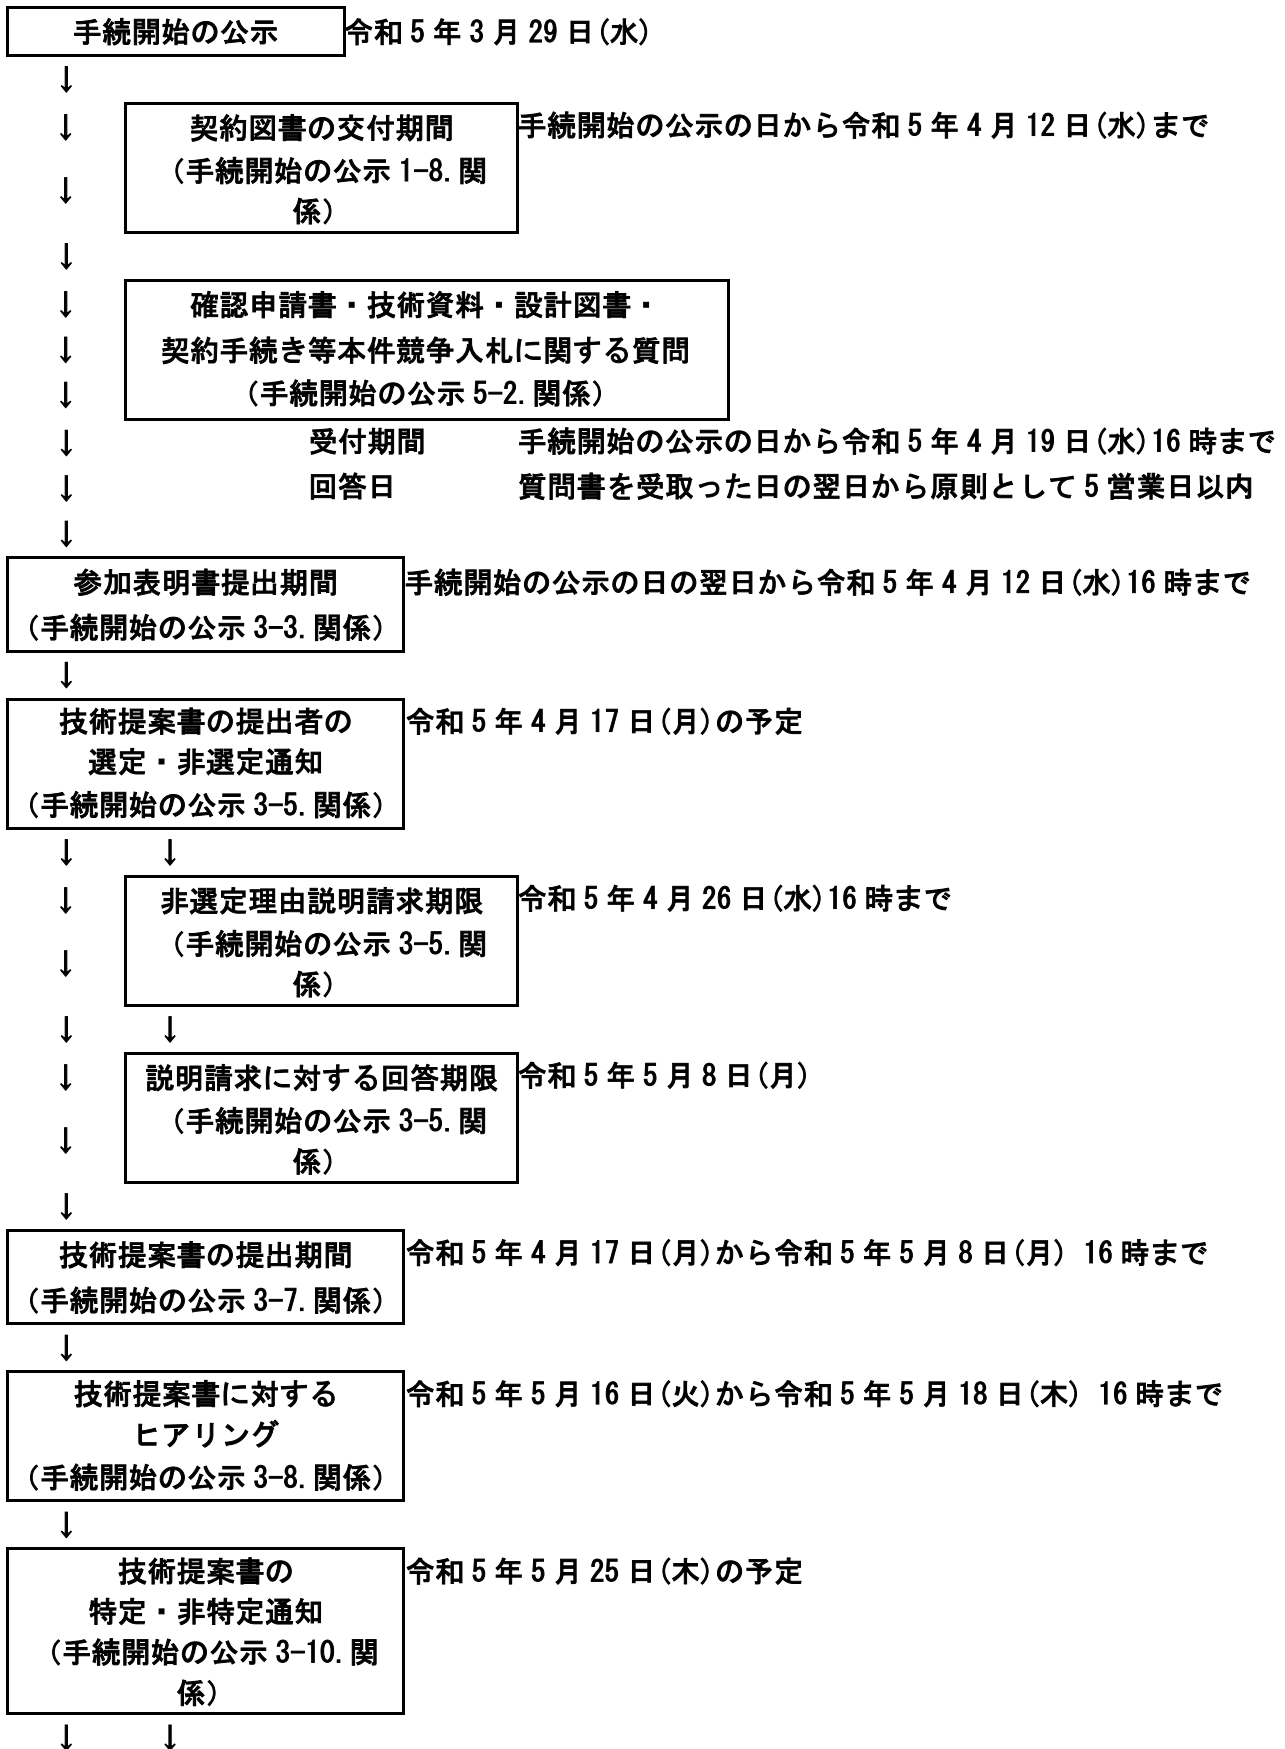 手続開始の公示 令和5年3月29日(水)
↓
↓ 契約図書の交付期間 手続開始の公示の日から令和5年4月12日(水)まで
(手続開始の公示1-8.関
↓
係)
↓
↓ 確認申請書・技術資料・設計図書・
↓ 契約手続き等本件競争入札に関する質問
↓ (手続開始の公示5-2.関係)
↓ 受付期間 手続開始の公示の日から令和5年4月19日(水)16時まで
↓ 回答日 質問書を受取った日の翌日から原則として5営業日以内
↓
参加表明書提出期間 手続開始の公示の日の翌日から令和5年4月12日(水)16時まで
(手続開始の公示3-3.関係)
↓
技術提案書の提出者の 令和5年4月17日(月)の予定
選定・非選定通知
(手続開始の公示3-5.関係)
↓ ↓
↓ 非選定理由説明請求期限 令和5年4月26日(水)16時まで
(手続開始の公示3-5.関
↓
係)
↓ ↓
↓ 説明請求に対する回答期限 令和5年5月8日(月)
(手続開始の公示3-5.関
↓
係)
↓
技術提案書の提出期間 令和5年4月17日(月)から令和5年5月8日(月) 16時まで
(手続開始の公示3-7.関係)
↓
技術提案書に対する 令和5年5月16日(火)から令和5年5月18日(木) 16時まで
ヒアリング
(手続開始の公示3-8.関係)
↓
技術提案書の 令和5年5月25日(木)の予定
特定・非特定通知
(手続開始の公示3-10.関
係)
↓ ↓